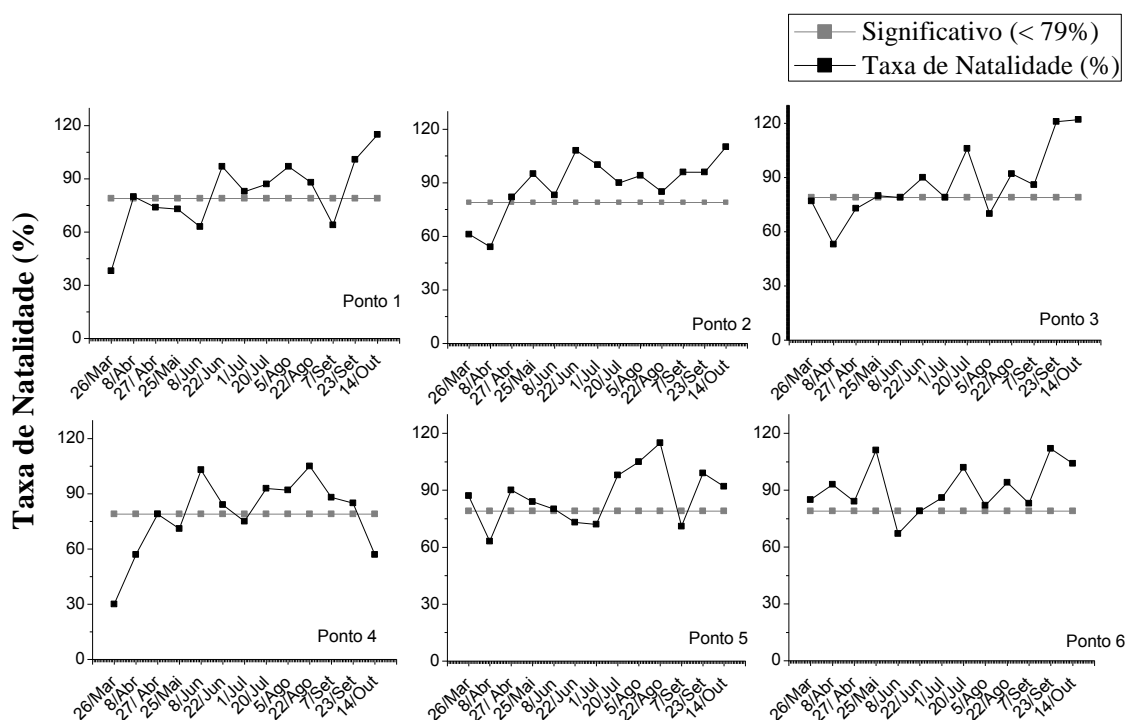 Significativo (< 79%)
Taxa de Natalidade (%)
Taxa de Natalidade (%)
120
90
60
30
0
Ponto 1
26/Mar
8/Abr
27/ Abr
25/Mai
8/Jun
22/Jun
1/Jul
20/Jul
5/Ago
22/Ago
7/Set
23/Set
14/Out
120
90
60
30
0
Ponto 2
26/Mar
8/Abr
27/ Abr
25/Mai
8/Jun
22/Jun
1/Jul
20/Jul
5/Ago
22/Ago
7/Set
23/Set
14/Out
120
90
60
30
0
Ponto 3
26/Mar
8/Abr
27/Abr
25/Mai
8/Jun
22/Jun
1/Jul
20/Jul
5/Ago
22/Ago
7/Set
23/Set
14/Out
120
90
60
30
0
Ponto 4
26/Mar
8/Abr
27/ Abr
25/Mai
8/Jun
22/Jun
1/Jul
20/Jul
5/Ago
22/Ago
7/Set
23/Set
14/Out
120
90
60
30
0
Ponto 5
26/Mar
8/Abr
27/ Abr
25/Mai
8/Jun
22/Jun
1/Jul
20/Jul
5/Ago
22/Ago
7/Set
23/Set
14/Out
120
90
60
30
0
Ponto 6
26/Mar
8/Abr
27/ Abr
25/Mai
8/Jun
22/Jun
1/Jul
20/Jul
5/Ago
22/Ago
7/Set
23/Set
14/Out